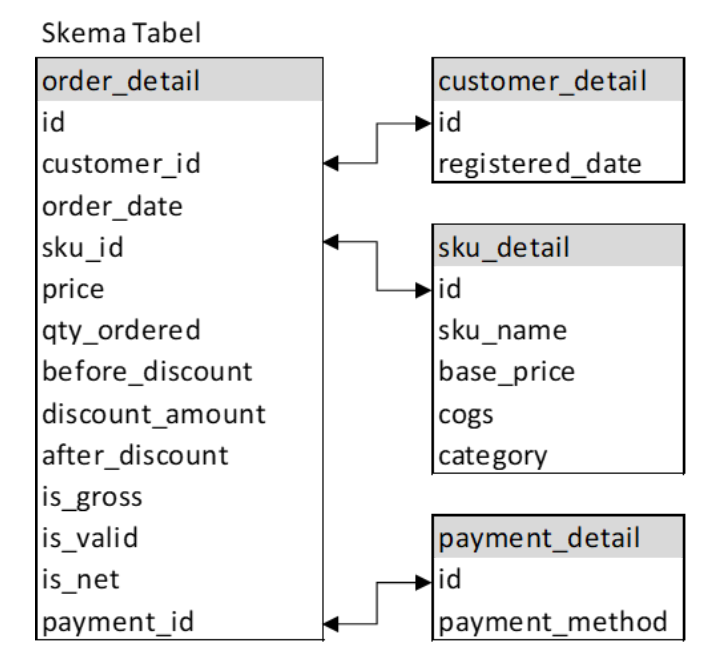 Skema Tabel
order_detail
id
customer_id
order_date
sku_id
price
qty_ordered
before_discount
discount_amount
after_discount
is_gross
is_valid
is_net
payment_id
customer_detail
id
registered_date
sku_detail
id
sku_name
base_price
cogs
category
payment_detail
id
payment_method